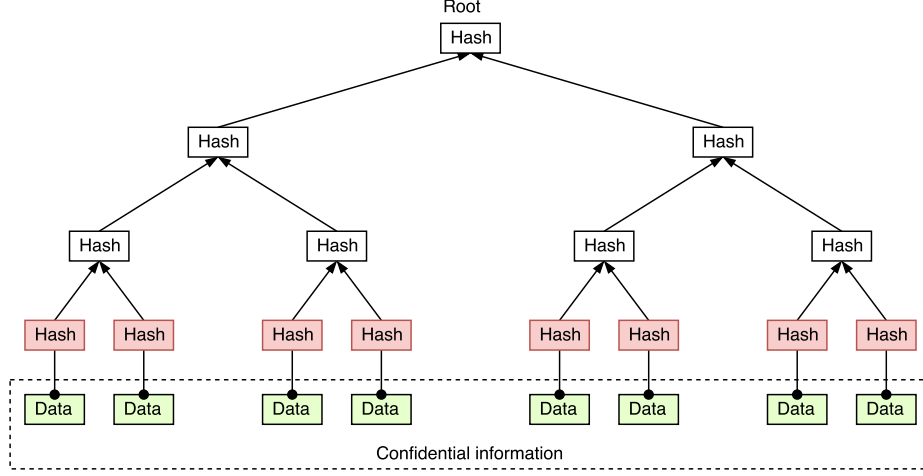 Root
Hash
Hash Hash
Hash Hash Hash Hash
Hash Hash Hash Hash Hash Hash Hash Hash
Data Data Data Data Data Data Data Data
Confidential information